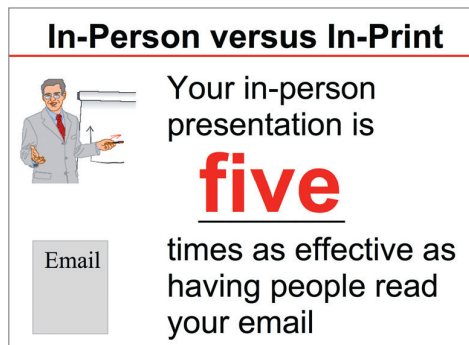 In-Person versus In-Print
Your in-person
presentation is
five
Email
times as effective as
having people read
your email